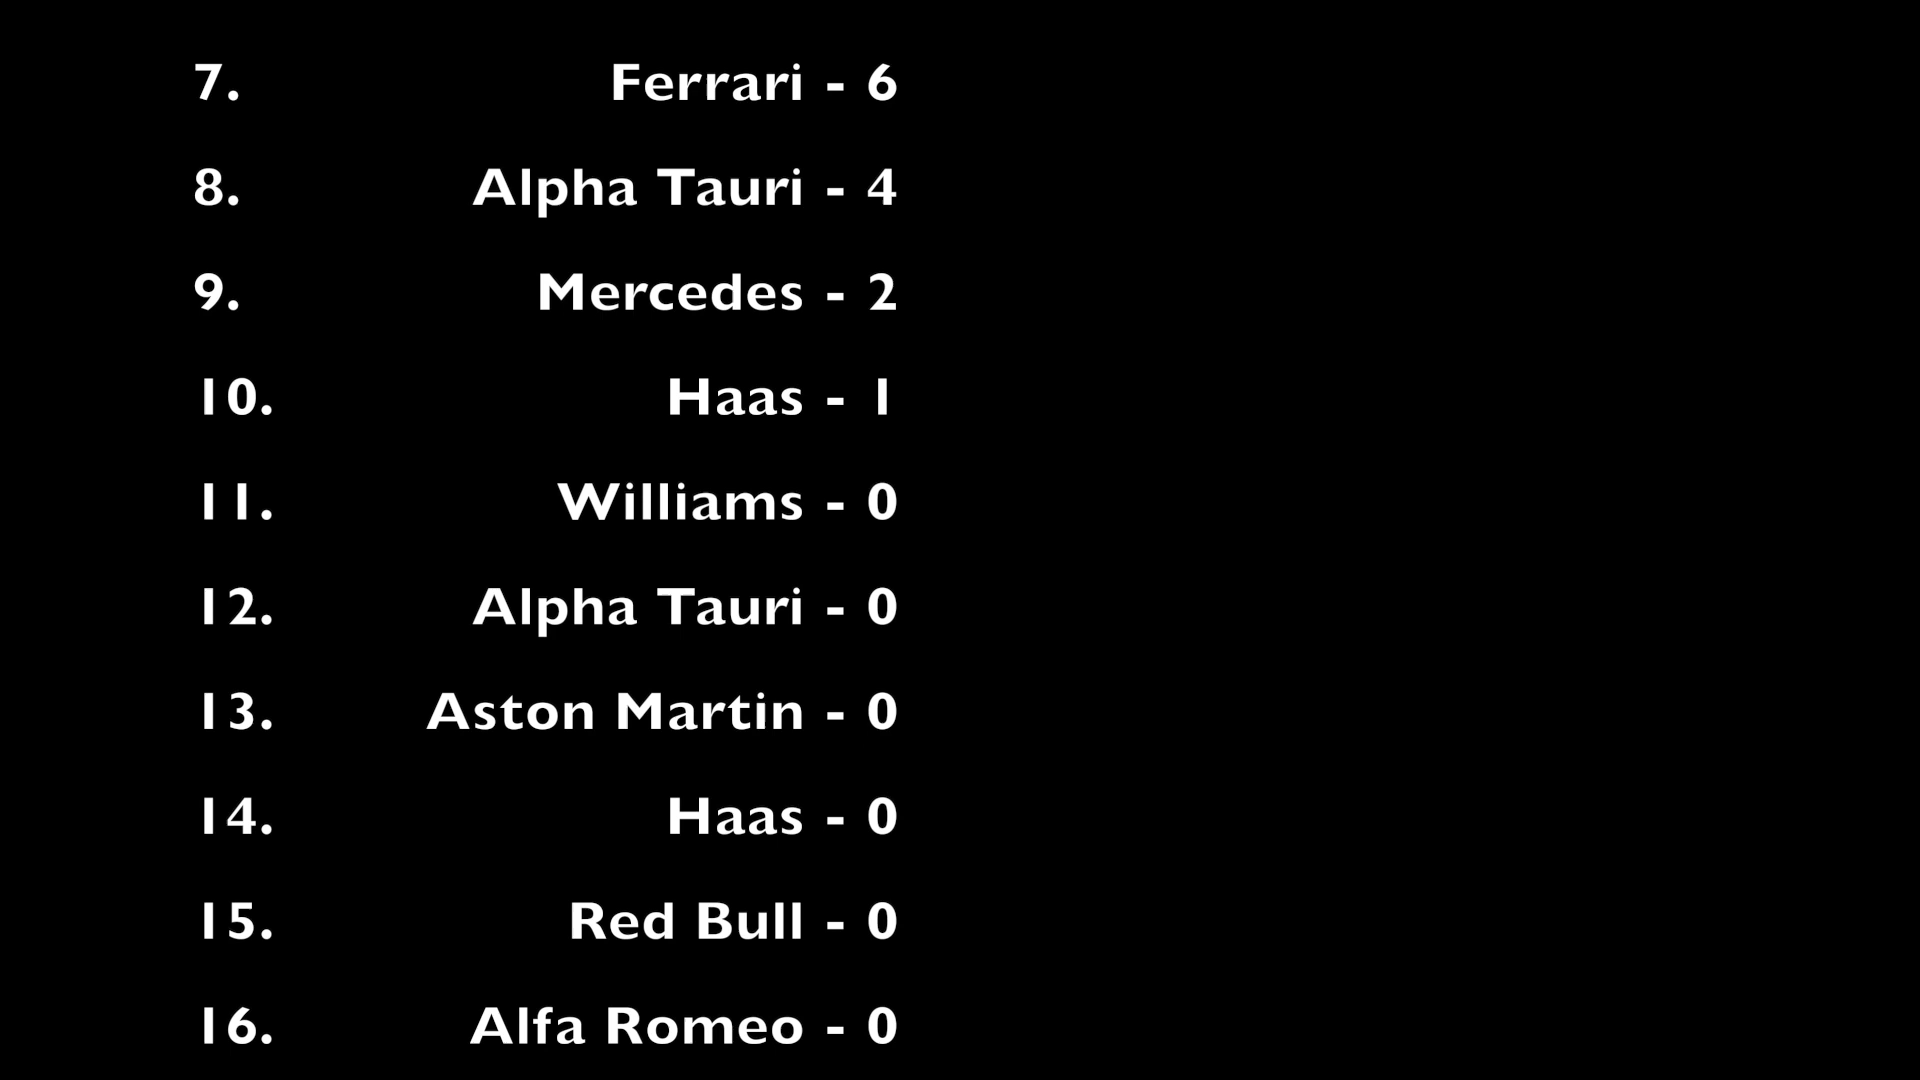 7. Ferrari - 6
8. Alpha Tauri - 4
9. Mercedes - 2
10. Haas - 1
11. Williams - 0
12. Alpha Tauri - 0
13. Aston Martin - 0
14. Haas - 0
15. Red Bull - 0
16. Alfa Romeo - 0